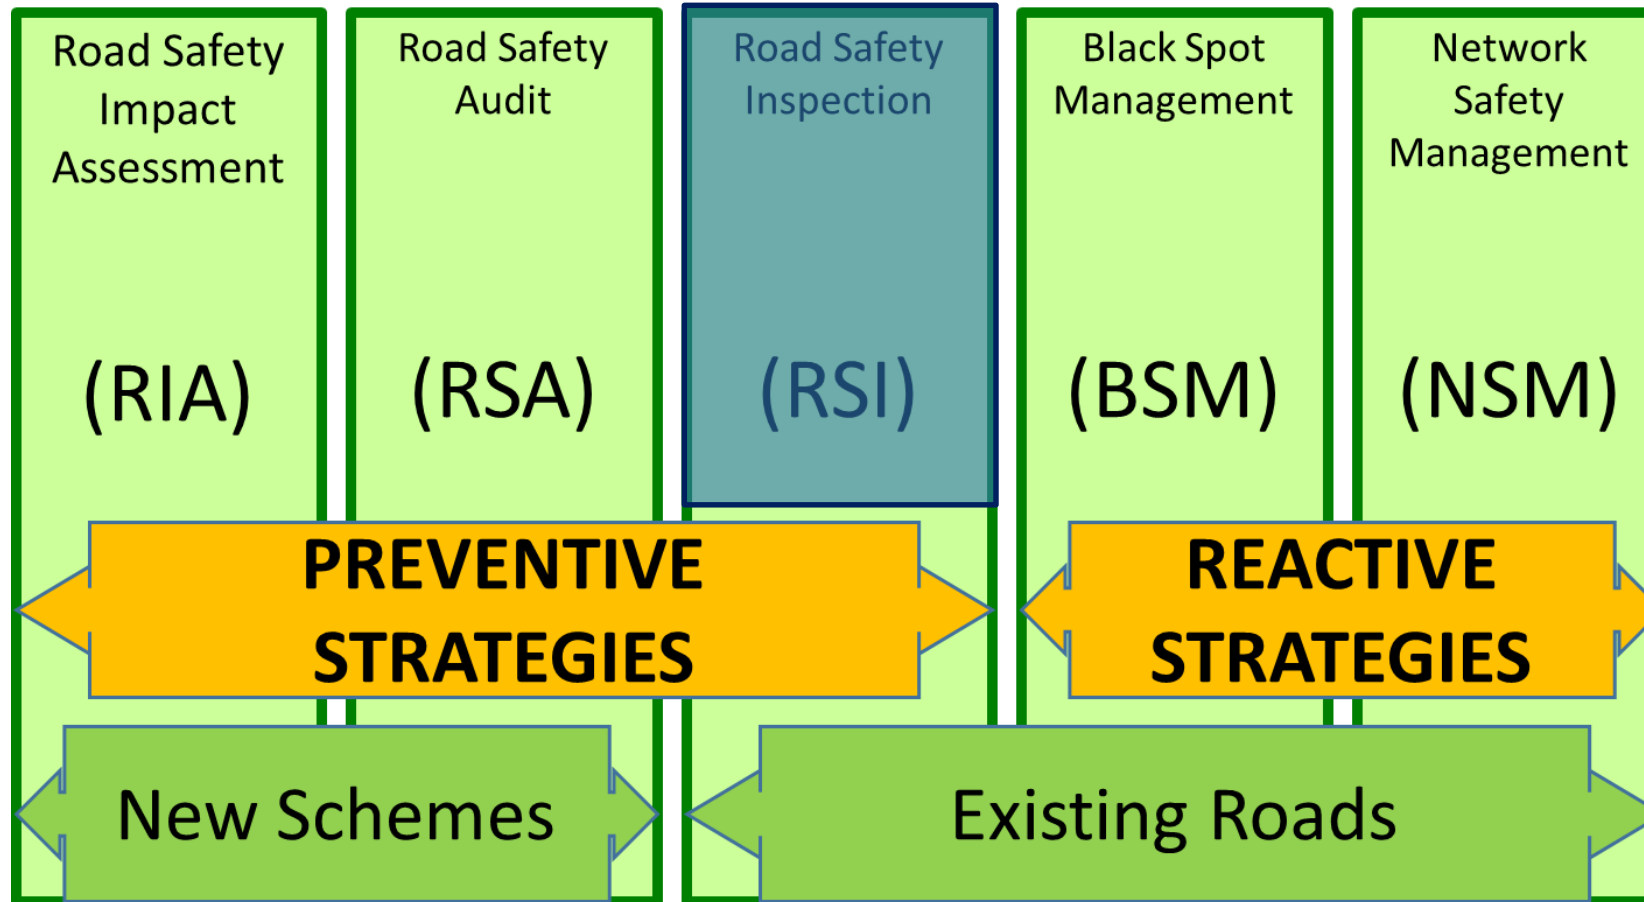 Road Safety
Impact
Assessment
(RIA)
Road Safety
Audit
(RSA)
Road Safety
Inspection
(RSI)
Black Spot
Management
(BSM)
Network
Safety
Management
(NSM)
PREVENTIVE
STRATEGIES
REACTIVE
STRATEGIES
New Schemes
Existing Roads